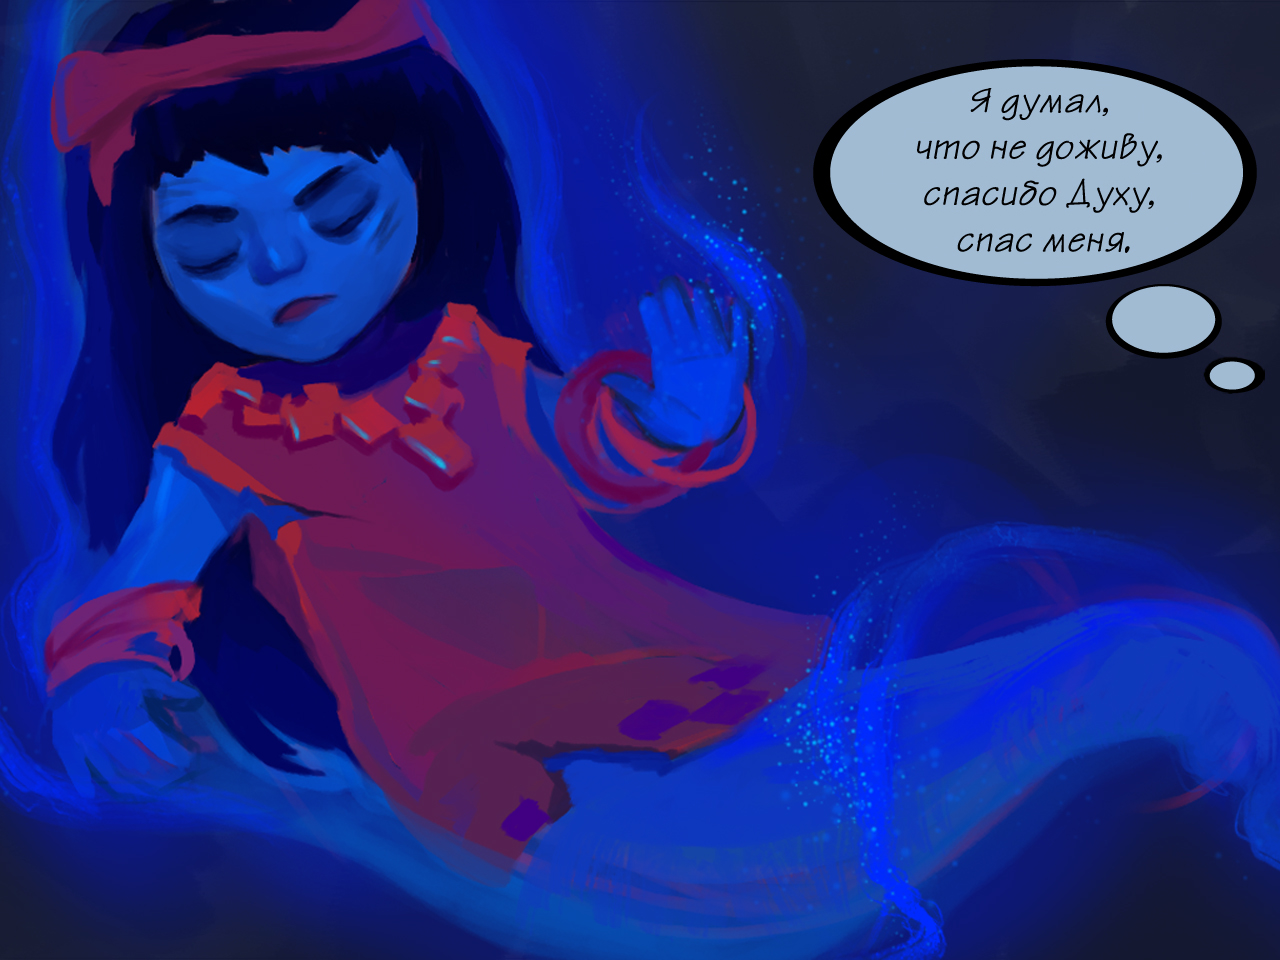 Я думал,
что не доживу,
спасибо Духу,
спас меня.